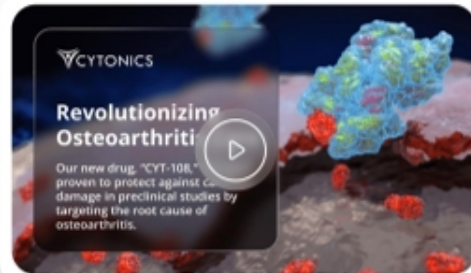 CYTONICS
Revolutionizing
Osteoarthriti
Our new drug, "CYT-108,"
proven to protect against
damage in preclinical studies by
targeting the root cause of
osteoarthritis.